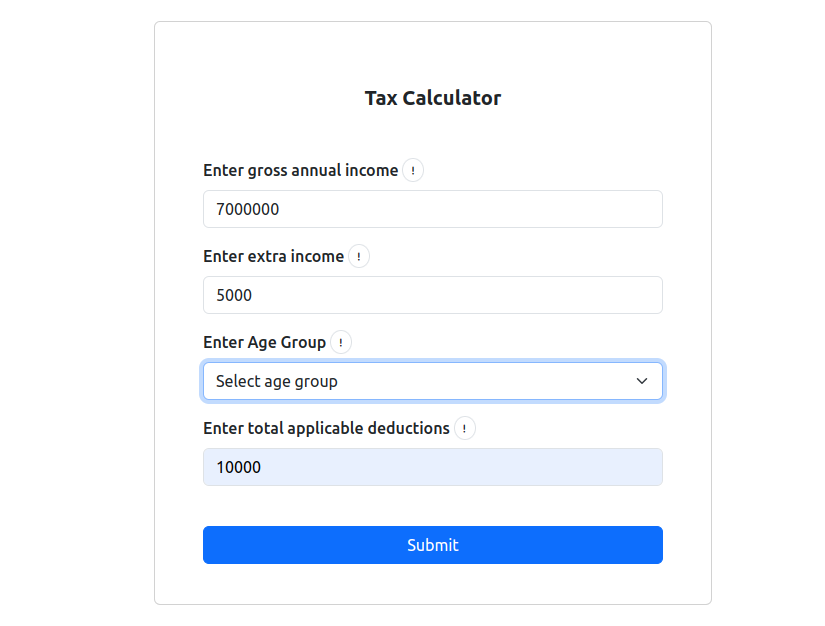 Tax Calculator
Enter gross annual income !
7000000
Enter extra income !
5000
Enter Age Group !
Select age group
Enter total applicable deductions !
10000
Submit